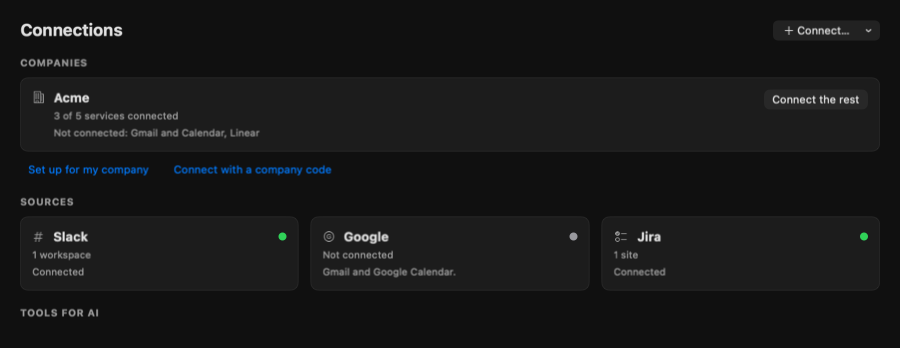 Connections
+ Connect...
COMPANIES
Acme
3 of 5 services connected
Not connected: Gmail and Calendar, Linear
Connect the rest
Set up for my company
Connect with a company code
SOURCES
# Slack
1 workspace
Connected
Google
Not connected
Gmail and Google Calendar.
Jira
1 site
Connected
TOOLS FOR AI